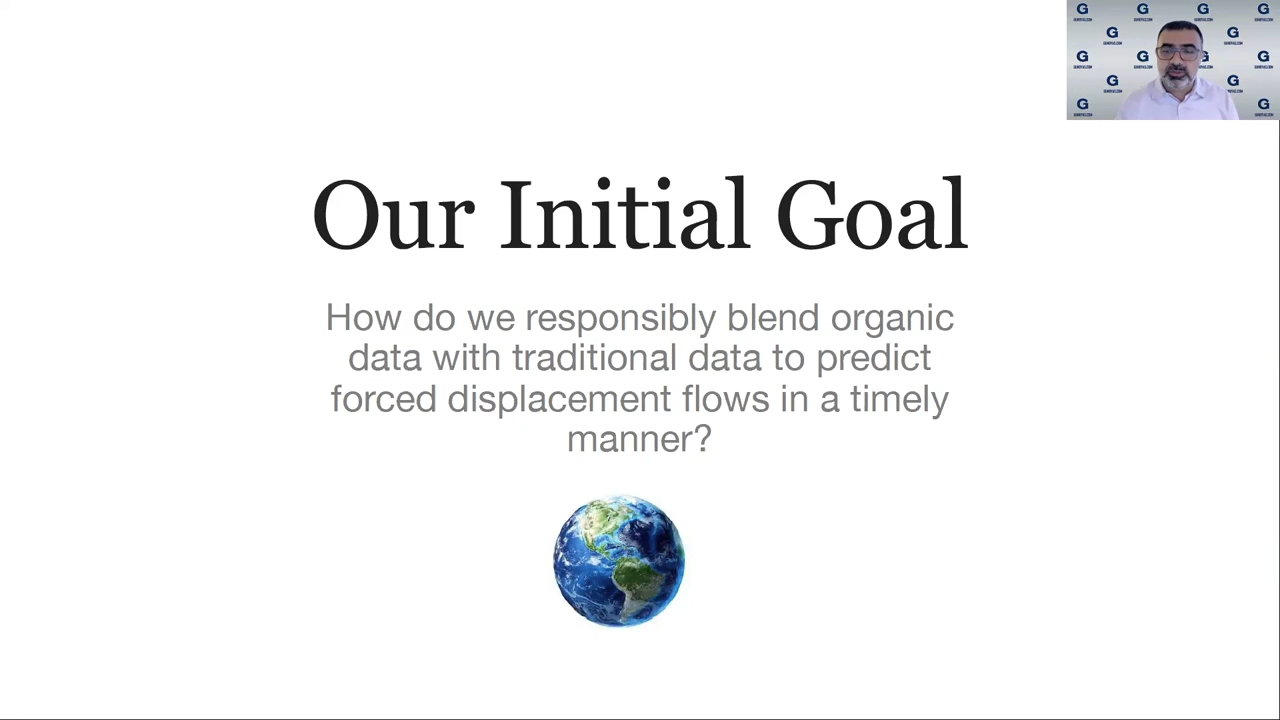 Our Initial Goal
How do we responsibly blend organic
data with traditional data to predict
forced displacement flows in a timely
manner?
G G G G
G G
G G G G
G G
G G